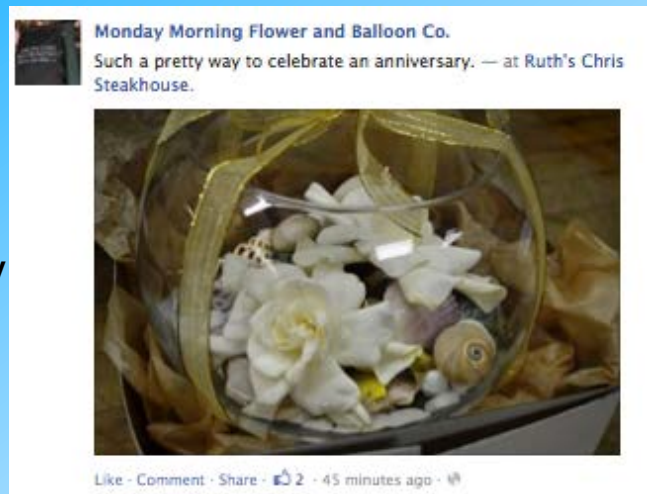 Monday Morning Flower and Balloon Co.
Such a pretty way to celebrate an anniversary. — at Ruth's Chris
Steakhouse.
y
Like · Comment · Share · 2 · 45 minutes ago ·